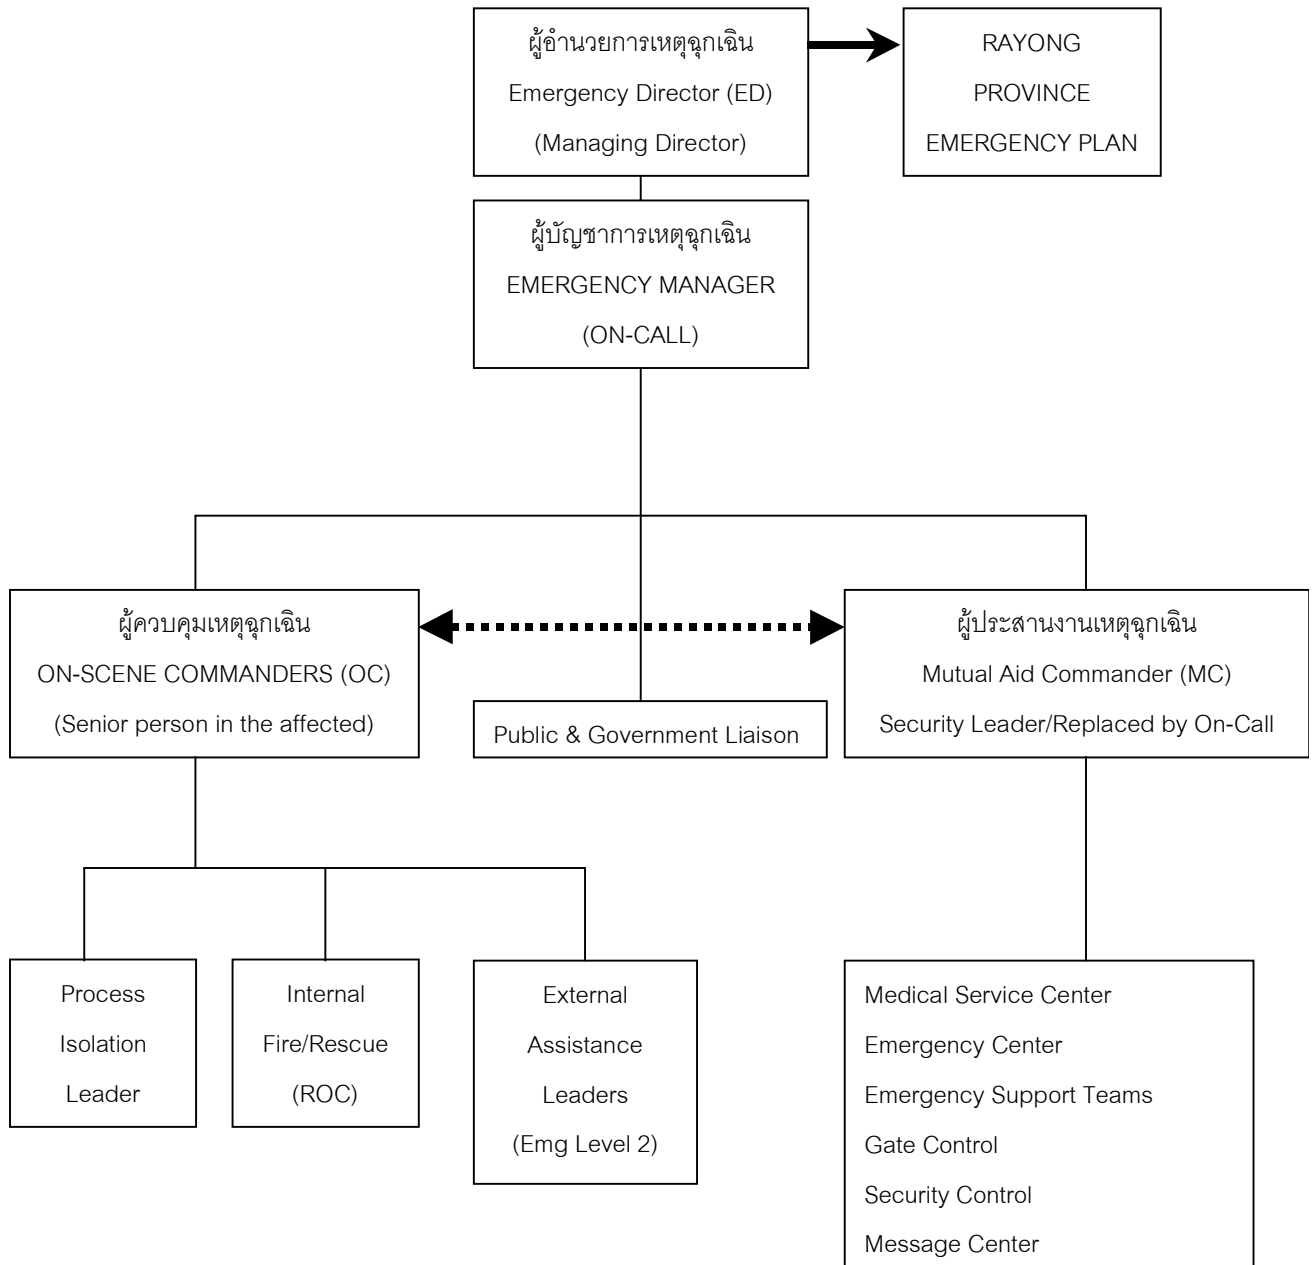 ผู้อำนวยการเหตุฉุกเฉิน
Emergency Director (ED)
(Managing Director)
RAYONG
PROVINCE
EMERGENCY PLAN
ผู้บัญชาการเหตุฉุกเฉิน
EMERGENCY MANAGER
(ON-CALL)
ผู้ควบคุมเหตุฉุกเฉิน
ON-SCENE COMMANDERS (OC)
(Senior person in the affected)
Public & Government Liaison
ผู้ประสานงานเหตุฉุกเฉิน
Mutual Aid Commander (MC)
Security Leader/Replaced by On-Call
Process
Isolation
Leader
Internal
Fire/Rescue
(ROC)
External
Assistance
Leaders
(Emg Level 2)
Medical Service Center
Emergency Center
Emergency Support Teams
Gate Control
Security Control
Message Center